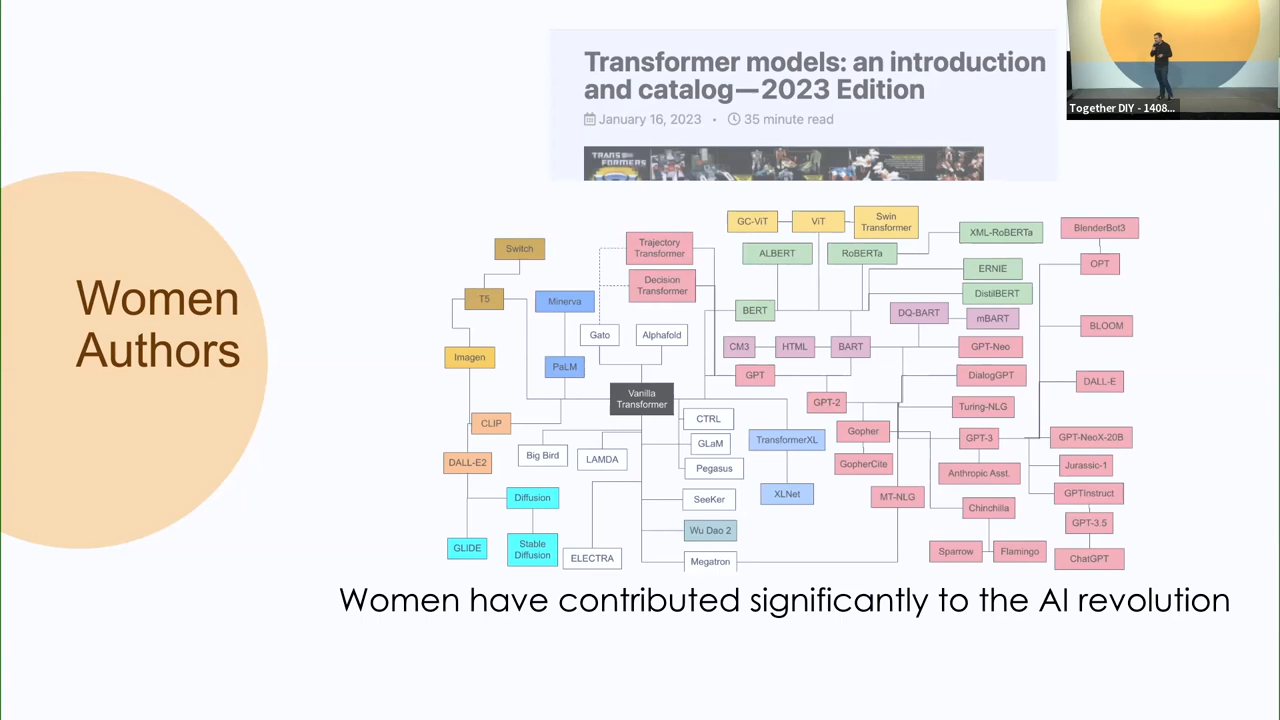 Transformer models: an introduction
and catalog—2023 Edition
January 16, 2023 • 35 minute read
TRANS
FORMERS
Together DIY - 1408...
Women
Authors
GC-ViT
ViT
Swin
Transformer
Switch
Trajectory
Transformer
ALBERT
RoBERTa
XML-RoBERTa
BlenderBot3
OPT
ERNIE
Decision
Transformer
DistilBERT
T5
Minerva
BERT
DQ-BART
mBART
BLOOM
Gato
Alphafold
CM3
HTML
BART
GPT-Neo
Imagen
PaLM
GPT
DialogGPT
DALL-E
Vanilla
Transformer
GPT-2
Turing-NLG
CLIP
CTRL
TransformerXL
Gopher
GPT-3
GPT-NeoX-20B
GLaM
Big Bird
LAMDA
DALL-E2
Pegasus
GopherCite
Anthropic Asst.
Jurassic-1
Diffusion
SeeKer
XLNet
MT-NLG
GPTInstruct
Chinchilla
Wu Dao 2
GPT-3.5
GLIDE
Stable
Diffusion
ELECTRA
Megatron
Sparrow
Flamingo
ChatGPT
Women have contributed significantly to the AI revolution